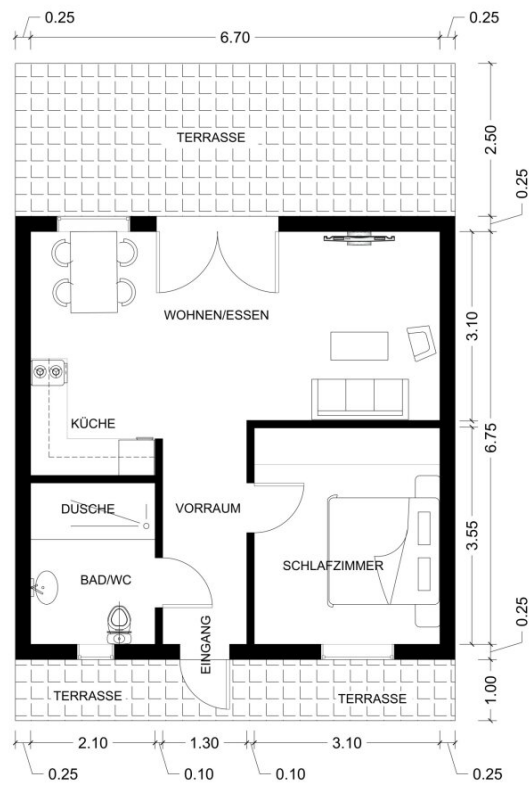 0.25
0.25
6.70
TERRASSE
2.50
0.25
WOHNEN/ESSEN
3.10
KÜCHE
6.75
DUSCHE
VORRAUM
3.55
SCHLAFZIMMER
BAD/WC
EINGANG
0.25
TERRASSE
TERRASSE
1.00
2.10
1.30
3.10
0.25
0.10
0.10
0.25